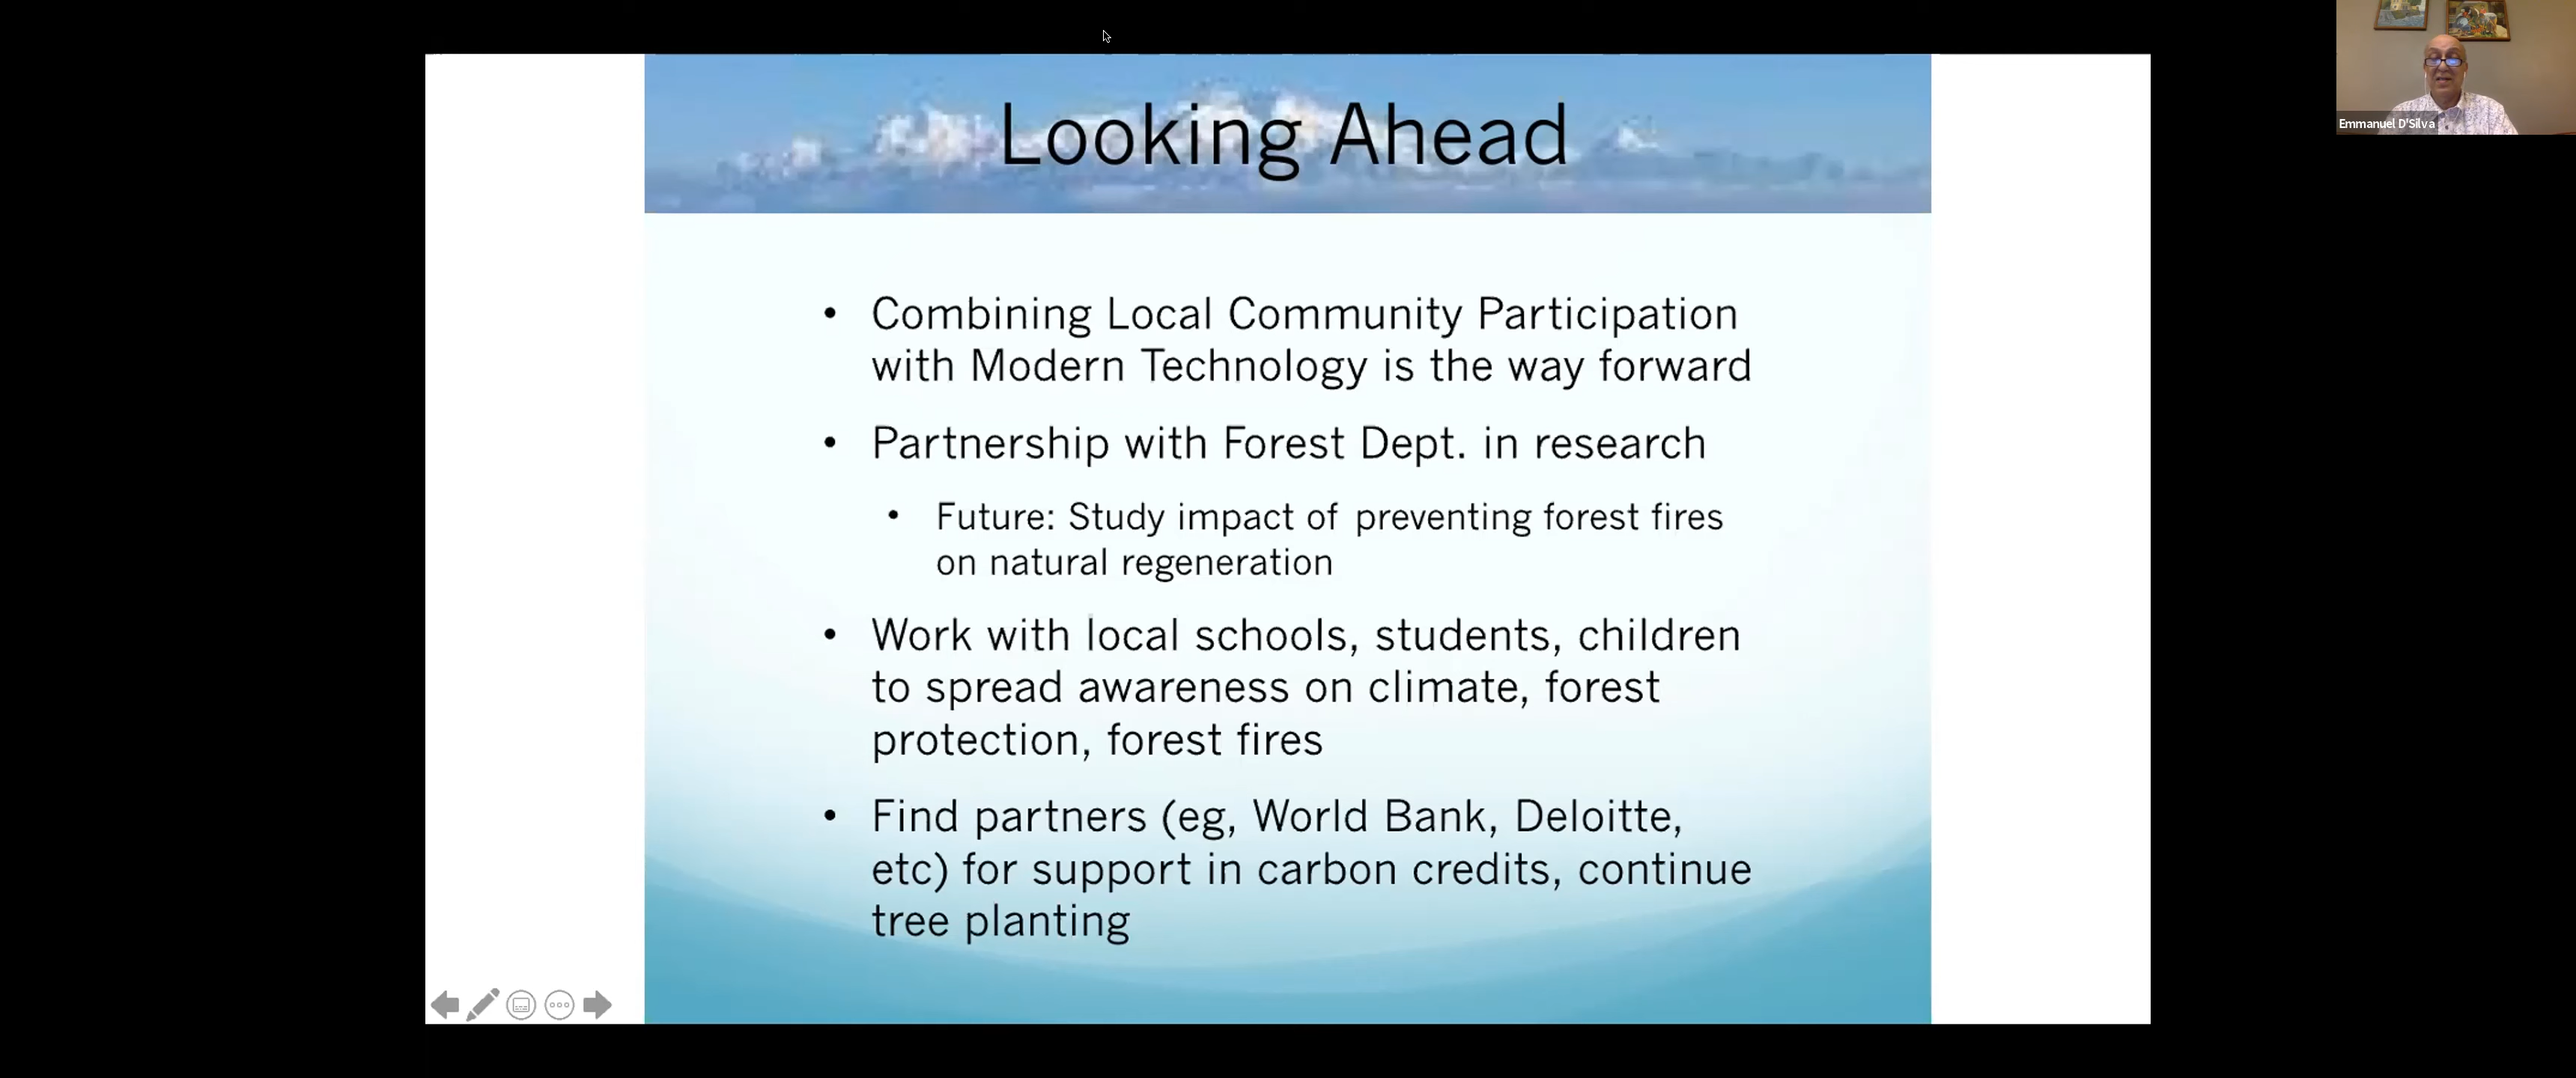 Looking Ahead
• Combining Local Community Participation
with Modern Technology is the way forward
• Partnership with Forest Dept. in research
• Future: Study impact of preventing forest fires
on natural regeneration
• Work with local schools, students, children
to spread awareness on climate, forest
protection, forest fires
• Find partners (eg, World Bank, Deloitte,
etc) for support in carbon credits, continue
tree planting
Emmanuel D'Silva